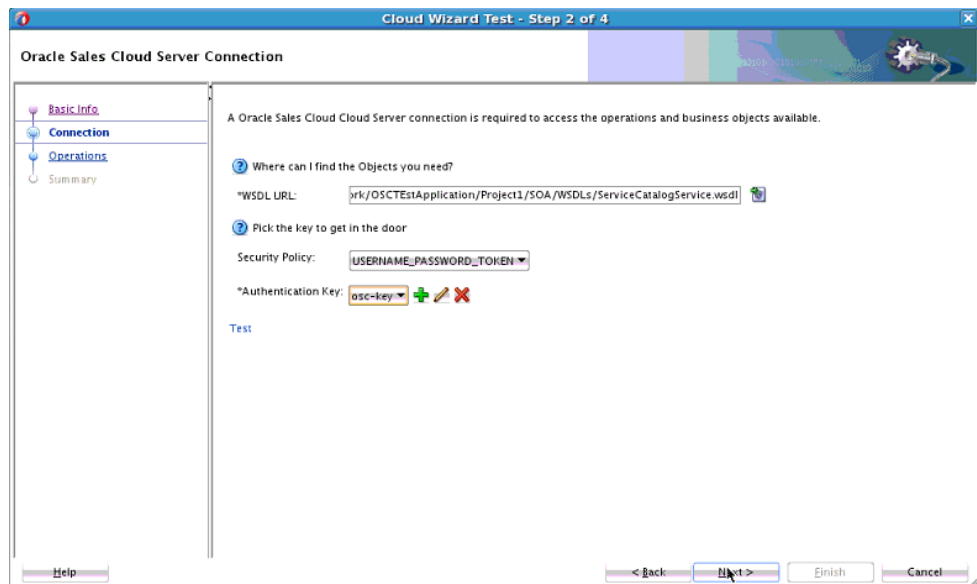 Cloud Wizard Test - Step 2 of 4
Oracle Sales Cloud Server Connection
Basic Info
Connection
Operations
Summary
A Oracle Sales Cloud Cloud Server connection is required to access the operations and business objects available.
Where can I find the Objects you need?
*WSDL URL: ork/OSCTEstApplication/Project1/SOA/WSDLs/ServiceCatalogService.wsdl
Pick the key to get in the door
Security Policy: USERNAME_PASSWORD_TOKEN
*Authentication Key: osc-key
Test
Help < Back Next > Finish Cancel